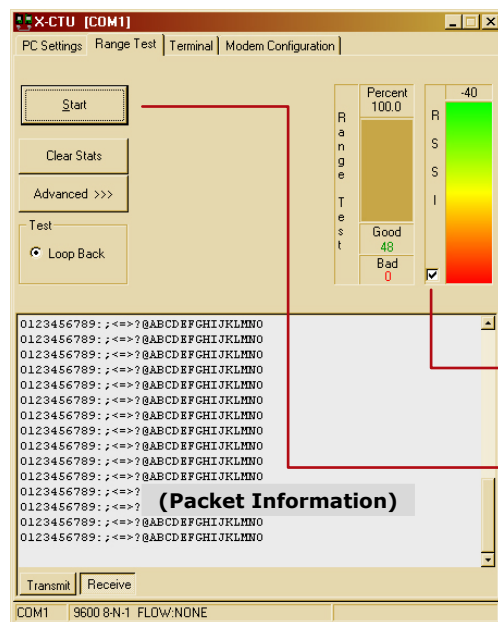 X-CTU [COM1]
PC Settings Range Test Terminal Modem Configuration
Start
Clear Stats
Advanced >>>
Test
Loop Back
Range Test
Percent
100.0
Good
48
Bad
0
RSSI
-40
0123456789:;<=>?@ABCDEFGHIJKLMNO
0123456789:;<=>?@ABCDEFGHIJKLMNO
0123456789:;<=>?@ABCDEFGHIJKLMNO
0123456789:;<=>?@ABCDEFGHIJKLMNO
0123456789:;<=>?@ABCDEFGHIJKLMNO
0123456789:;<=>?@ABCDEFGHIJKLMNO
0123456789:;<=>?@ABCDEFGHIJKLMNO
0123456789:;<=>?@ABCDEFGHIJKLMNO
0123456789:;<=>?@ABCDEFGHIJKLMNO
0123456789:;<=>?@ABCDEFGHIJKLMNO
0123456789:;<=>?@ABCDEFGHIJKLMNO
0123456789:;<=>?
0123456789:;<=>?
(Packet Information)
0123456789:;<=>?@ABCDEFGHIJKLMNO
0123456789:;<=>?@ABCDEFGHIJKLMNO
Transmit Receive
COM1 9600 8-N-1 FLOW:NONE